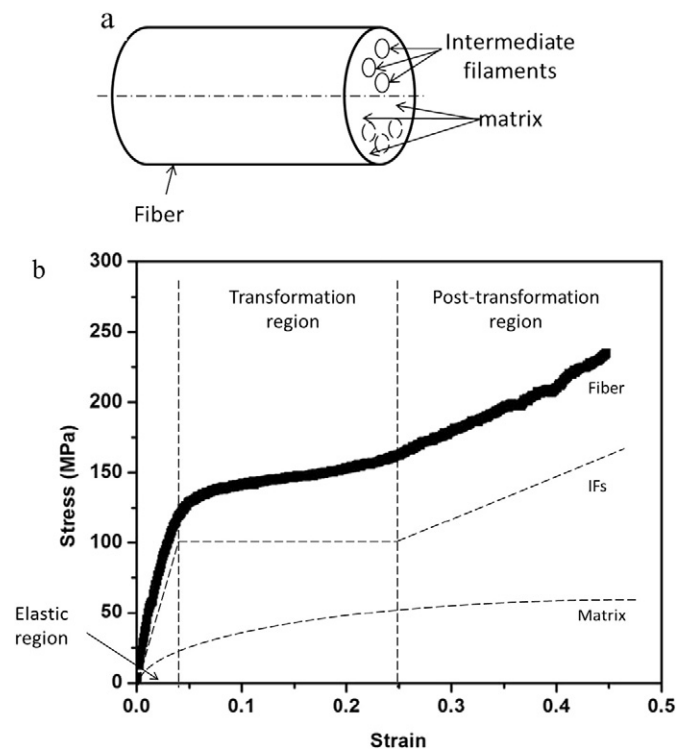 a
Intermediate
filaments
matrix
Fiber
b
300
250
200
150
100
50
0
Stress (MPa)
Transformation
region
Post-transformation
region
Fiber
IFs
Matrix
Elastic
region
0.0 0.1 0.2 0.3 0.4 0.5
Strain